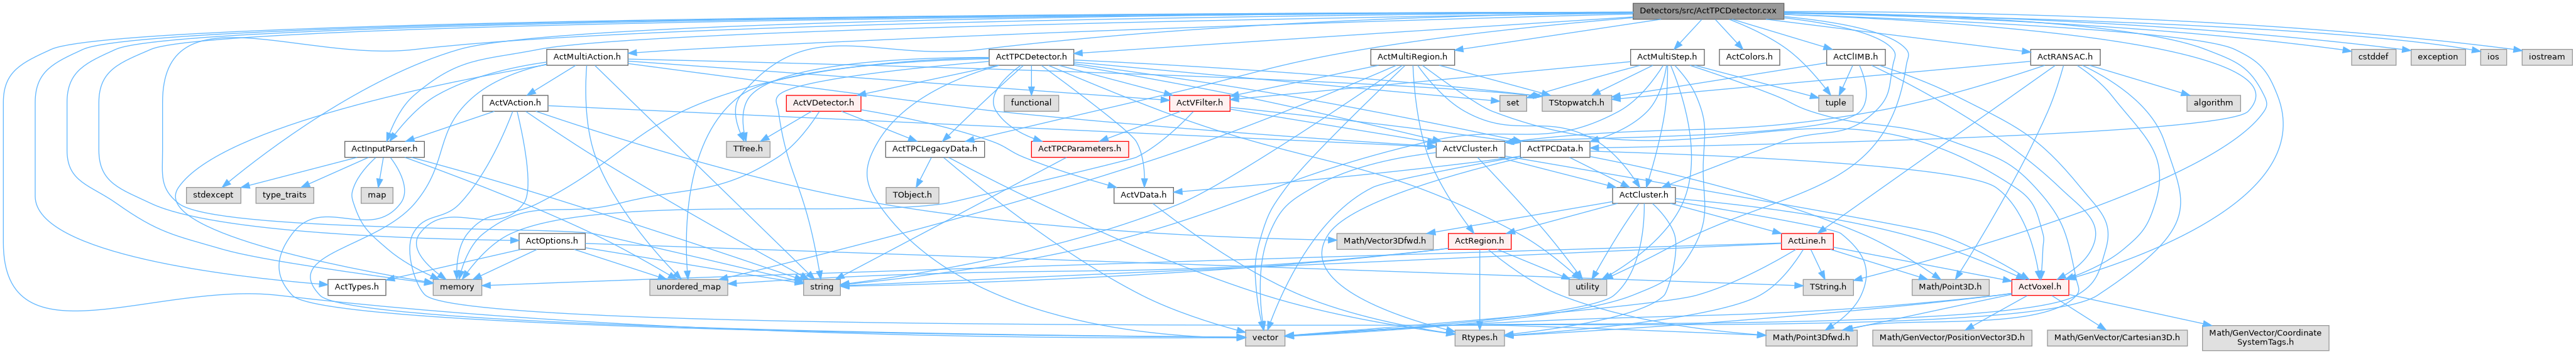 Detectors/src/ActTPCDetector.cxx
ActMultiAction.h
ActTPCDetector.h
ActMultiRegion.h
ActMultiStep.h
ActColors.h
ActClIMB.h
ActRANSAC.h
cstddef
exception
ios
iostream
ActVAction.h
ActVDetector.h
functional
ActVFilter.h
set
TStopwatch.h
tuple
algorithm
ActInputParser.h
TTree.h
ActTPCLegacyData.h
ActTPCParameters.h
ActVCluster.h
ActTPCData.h
stdexcept
type_traits
map
TObject.h
ActVData.h
ActCluster.h
ActOptions.h
Math/Vector3Dfwd.h
ActRegion.h
ActLine.h
ActTypes.h
memory
unordered_map
string
utility
TString.h
Math/Point3D.h
ActVoxel.h
vector
Rtypes.h
Math/Point3Dfwd.h
Math/GenVector/PositionVector3D.h
Math/GenVector/Cartesian3D.h
Math/GenVector/Coordinate
SystemTags.h